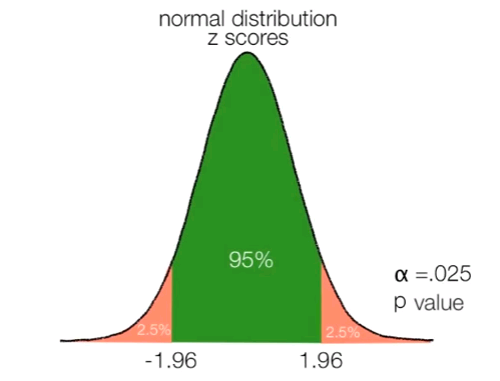 normal distribution
z scores
95%
α =.025
p value
2.5%
2.5%
-1.96
1.96